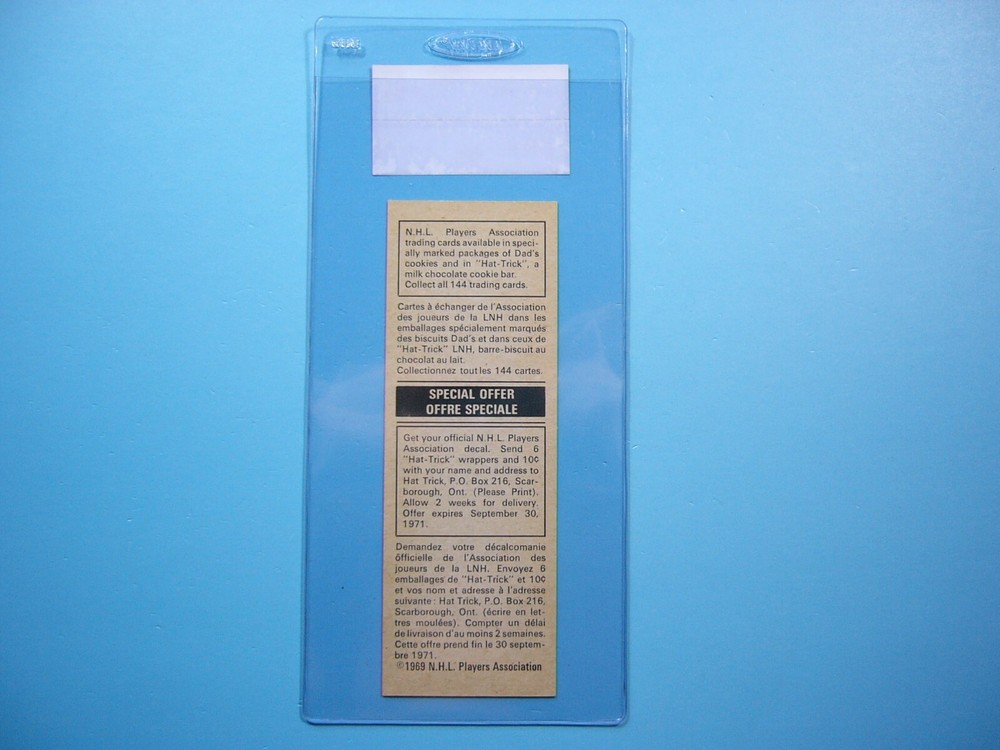 N.H.L. Players Association
trading cards available in speci-
ally marked packages of Dad's
cookies and in "Hat-Trick", a
milk chocolate cookie bar.
Collect all 144 trading cards.
Cartes à échanger de l'Association
des joueurs de la LNH dans les
emballages spécialement marqués
des biscuits Dad's et dans ceux de
"Hat-Trick" LNH, barre-biscuit au
chocolat au lait.
Collectionnez toutles 144 cartes.
SPECIAL OFFER
OFFRE SPECIALE
Get your official N.H.L. Players
Association decal. Send 6
"Hat-Trick" wrappers and 10¢
with your name and address to
Hat Trick, P.O. Box 216, Scar-
borough, Ont. (Please Print).
Allow 2 weeks for delivery.
Offer expires September 30,
1971.
Demandez votre décalcomanie
officielle de l'Association des
joueurs de la LNH. Envoyez 6
emballages de "Hat-Trick" et 10¢
et vos nom et adresse à l'adresse
suivante: Hat Trick, P.O. Box 216,
Scarborough, Ont. (écrire en let-
tres moulées). Compter un délai
de livraison d'au moins 2 semaines.
Cette offre prend fin le 30 septem-
bre 1971.
©1969 N.H.L. Players Association